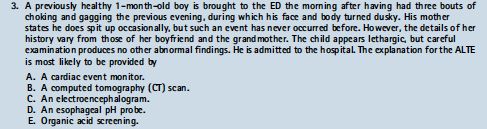 3. A previously healthy 1-month-old boy is brought to the ED the morning after having had three bouts of
choking and gagging the previous evening, during which his face and body turned dusky. His mother
states he does spit up occasionally, but such an event has never occurred before. However, the details of her
history vary from those of her boyfriend and the grandmother. The child appears lethargic, but careful
examination produces no other abnormal findings. He is admitted to the hospital. The explanation for the ALTE
is most likely to be provided by
A. A cardiac event monitor.
B. A computed tomography (CT) scan.
C. An electroencephalogram.
D. An esophageal pH probe.
E. Organic acid screening.